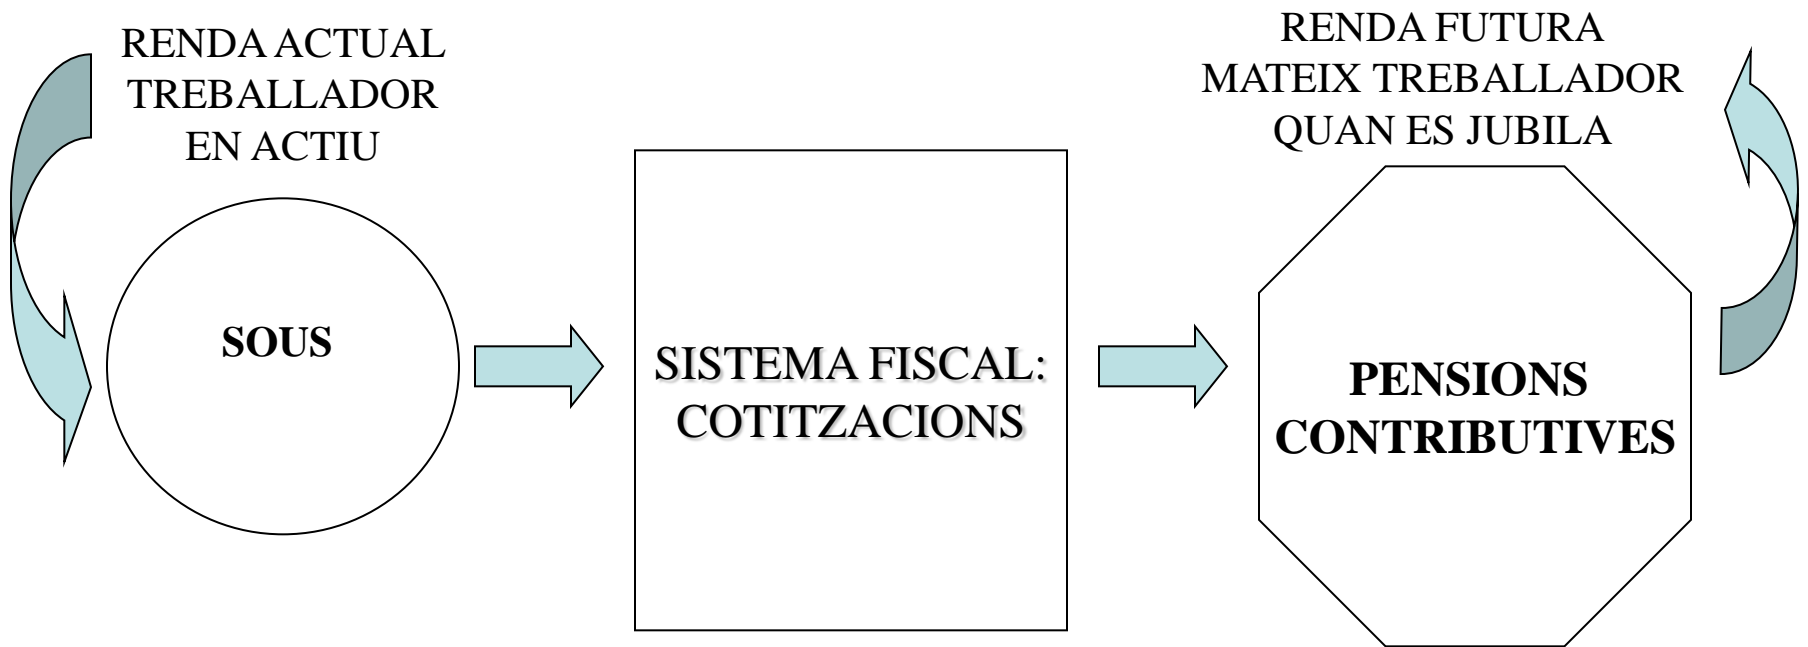 RENDA ACTUAL
TREBALLADOR
EN ACTIU
SOUS
SISTEMA FISCAL:
COTITZACIONS
RENDA FUTURA
MATEIX TREBALLADOR
QUAN ES JUBILA
PENSIONS
CONTRIBUTIVES